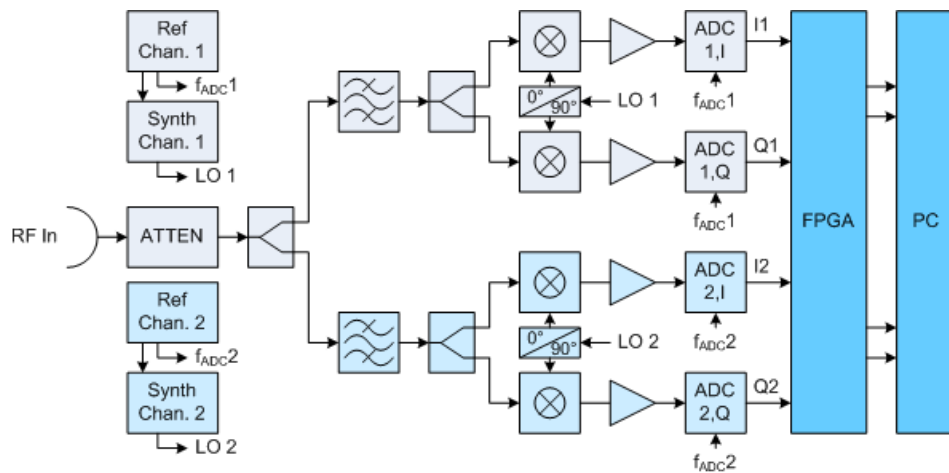 Ref
Chan. 1
fADC1
Synth
Chan. 1
LO 1
RF In
ATTEN
Ref
Chan. 2
fADC2
Synth
Chan. 2
LO 2
0°
90°
LO 1
ADC
1,I
I1
fADC1
ADC
1,Q
Q1
fADC1
0°
90°
LO 2
ADC
2,I
I2
fADC2
ADC
2,Q
Q2
fADC2
FPGA
PC